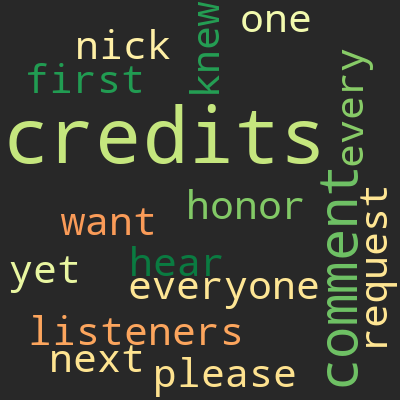 one
nick
knew
first
every
credits
honor
comment
request
want
hear
yet
everyone
listeners
next
please